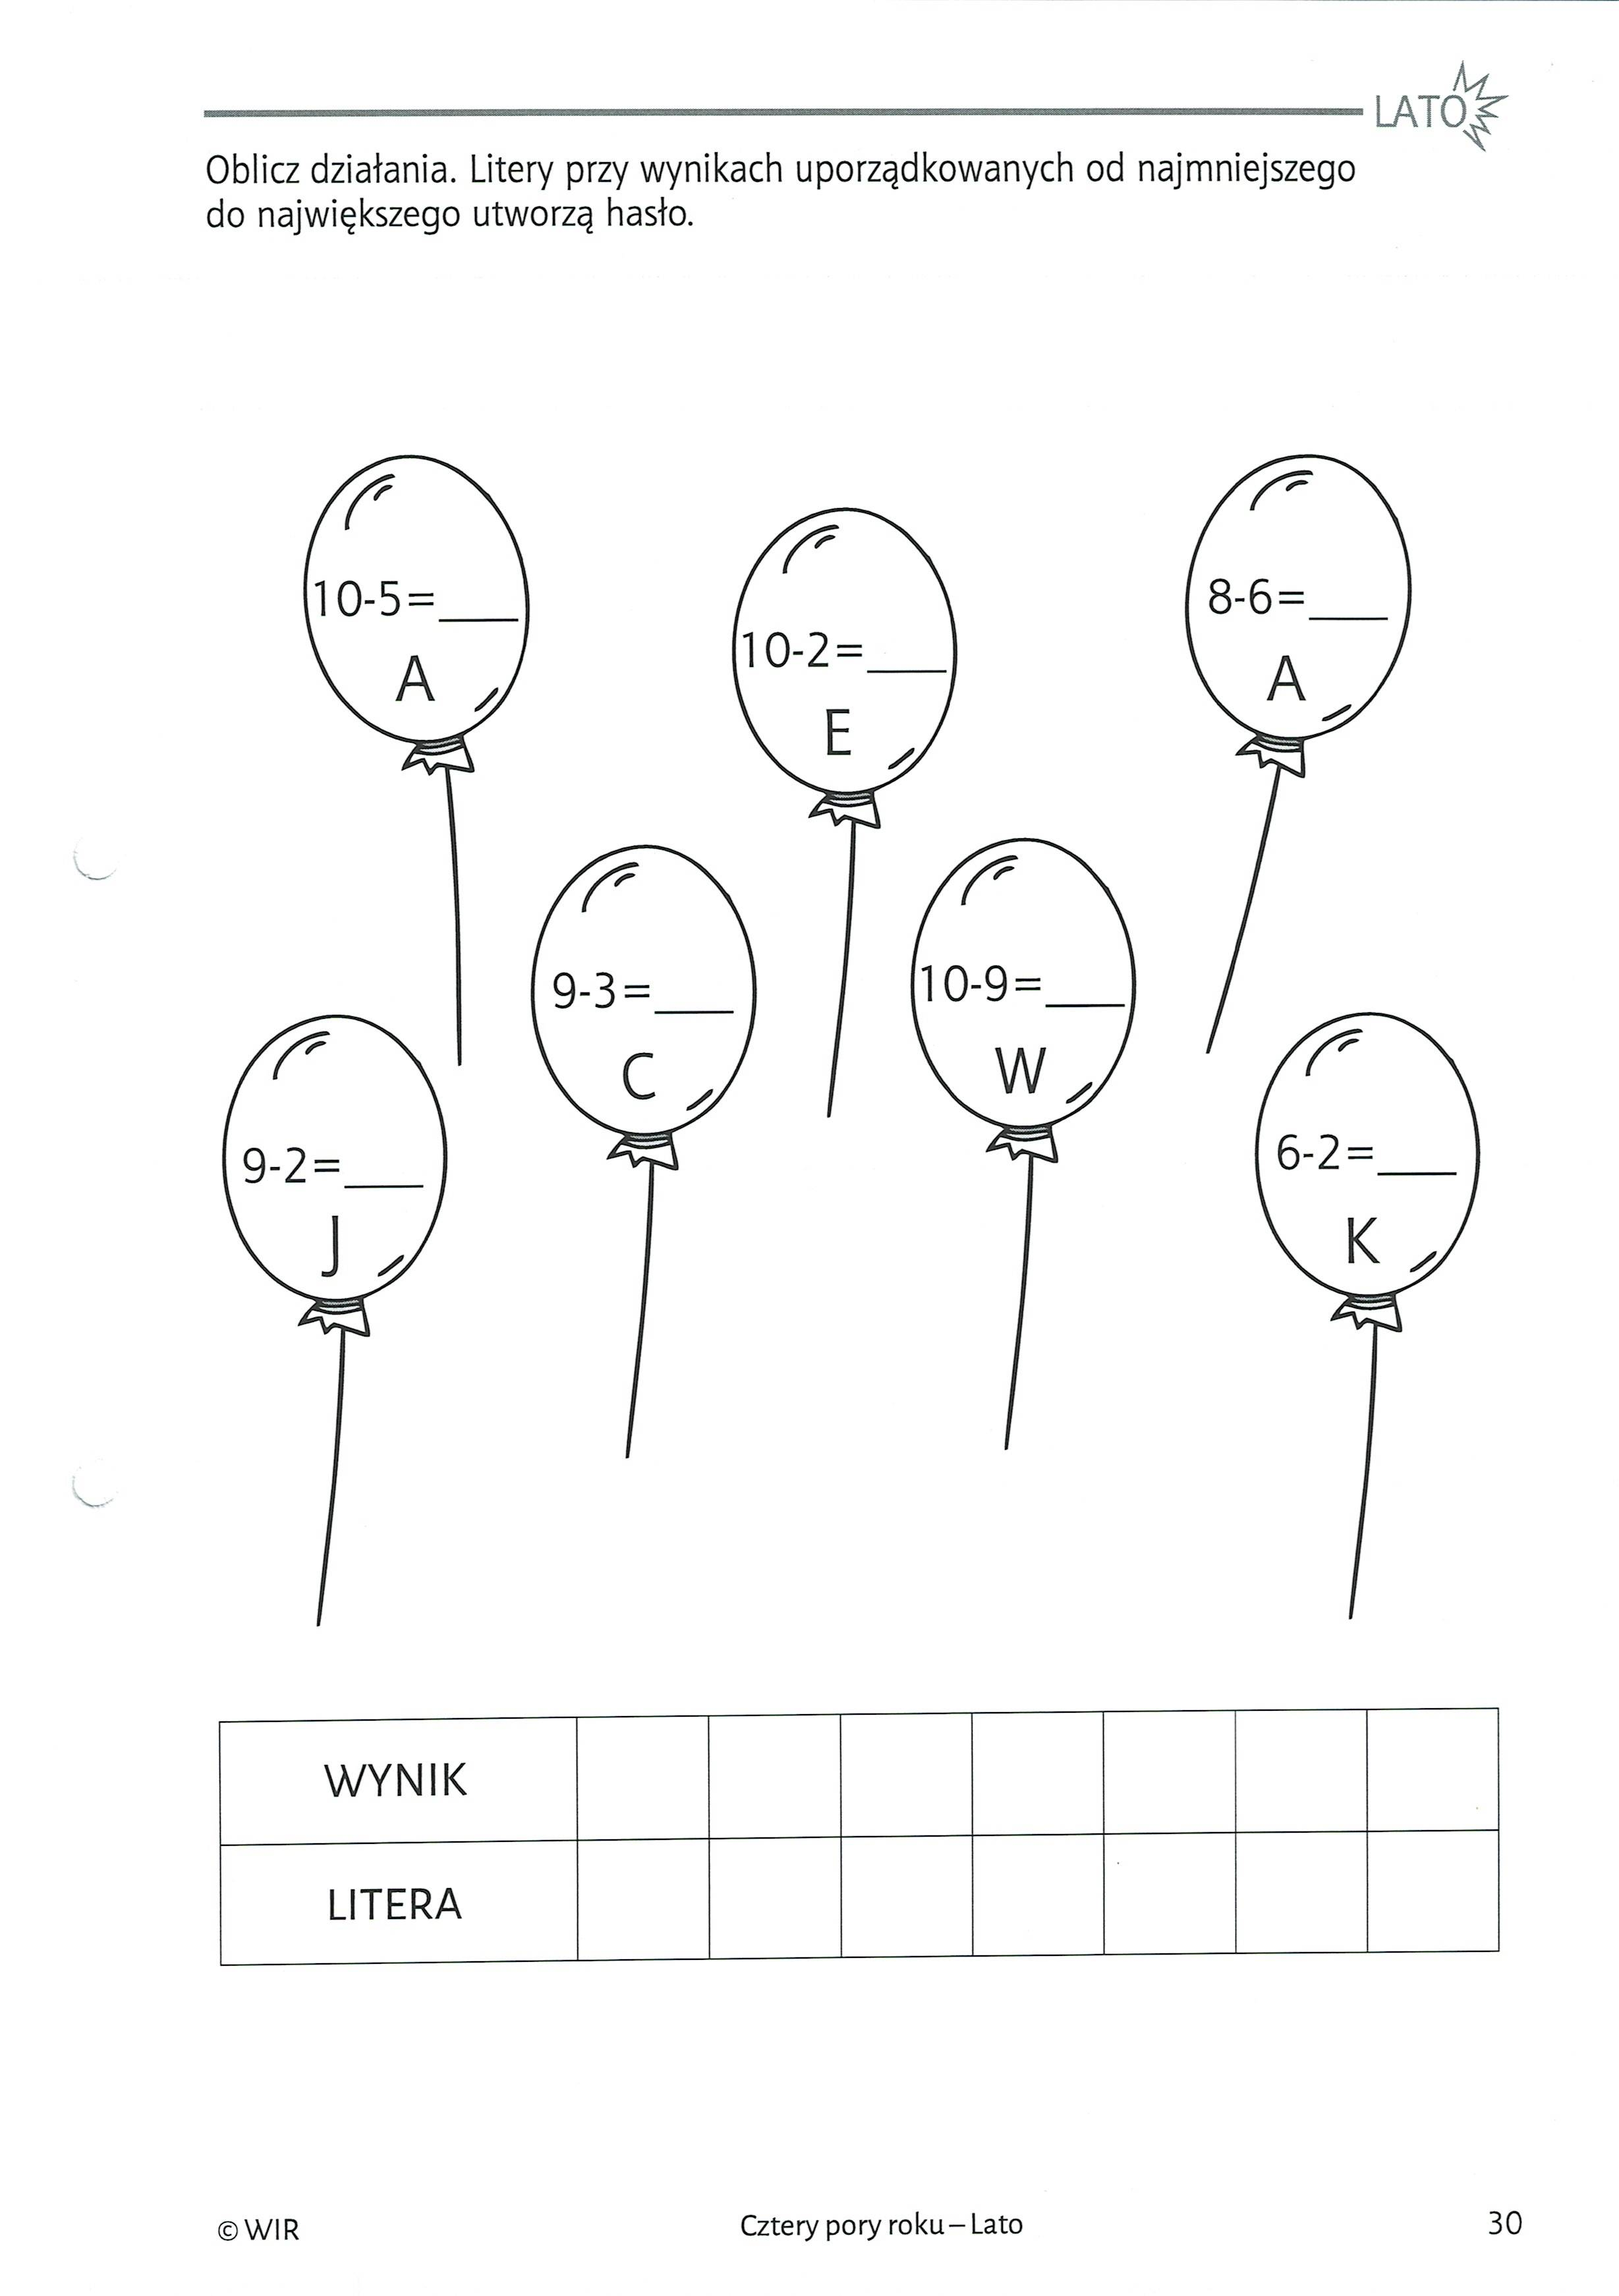 LATO
Oblicz działania. Litery przy wynikach uporządkowanych od najmniejszego
do największego utworzą hasło.
10-5=____
A
10-2=____
E
8-6=____
A
9-3=____
C
10-9=____
W
9-2=____
J
6-2=____
K
WYNIK
LITERA
© WIR
Cztery pory roku – Lato
30